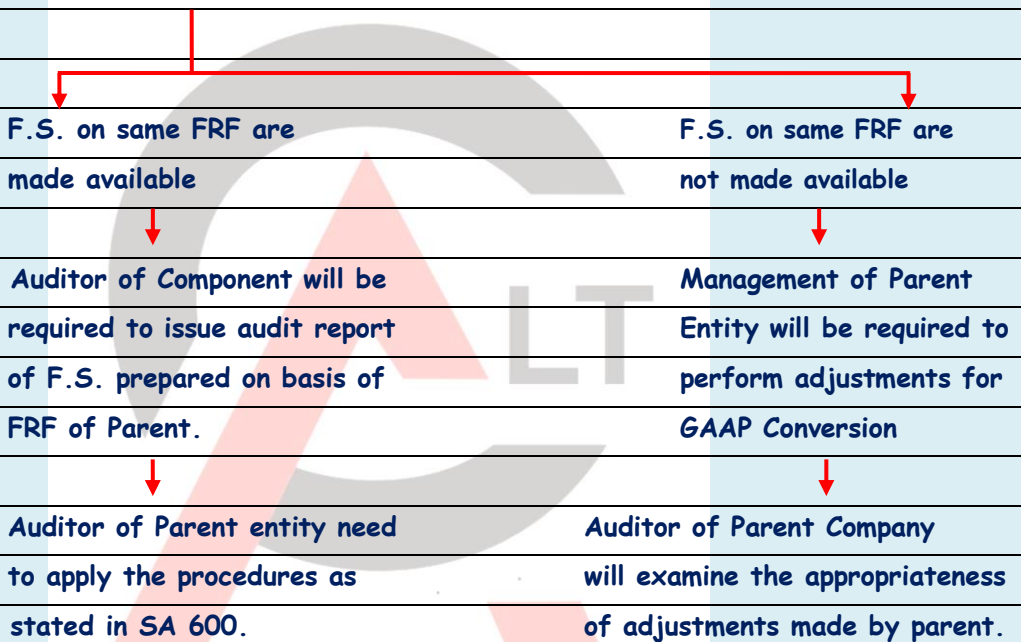 F.S. on same FRF are
made available
Auditor of Component will be
required to issue audit report
of F.S. prepared on basis of
FRF of Parent.
Auditor of Parent entity need
to apply the procedures as
stated in SA 600.
F.S. on same FRF are
not made available
Management of Parent
Entity will be required to
perform adjustments for
GAAP Conversion
Auditor of Parent Company
will examine the appropriateness
of adjustments made by parent.
LT